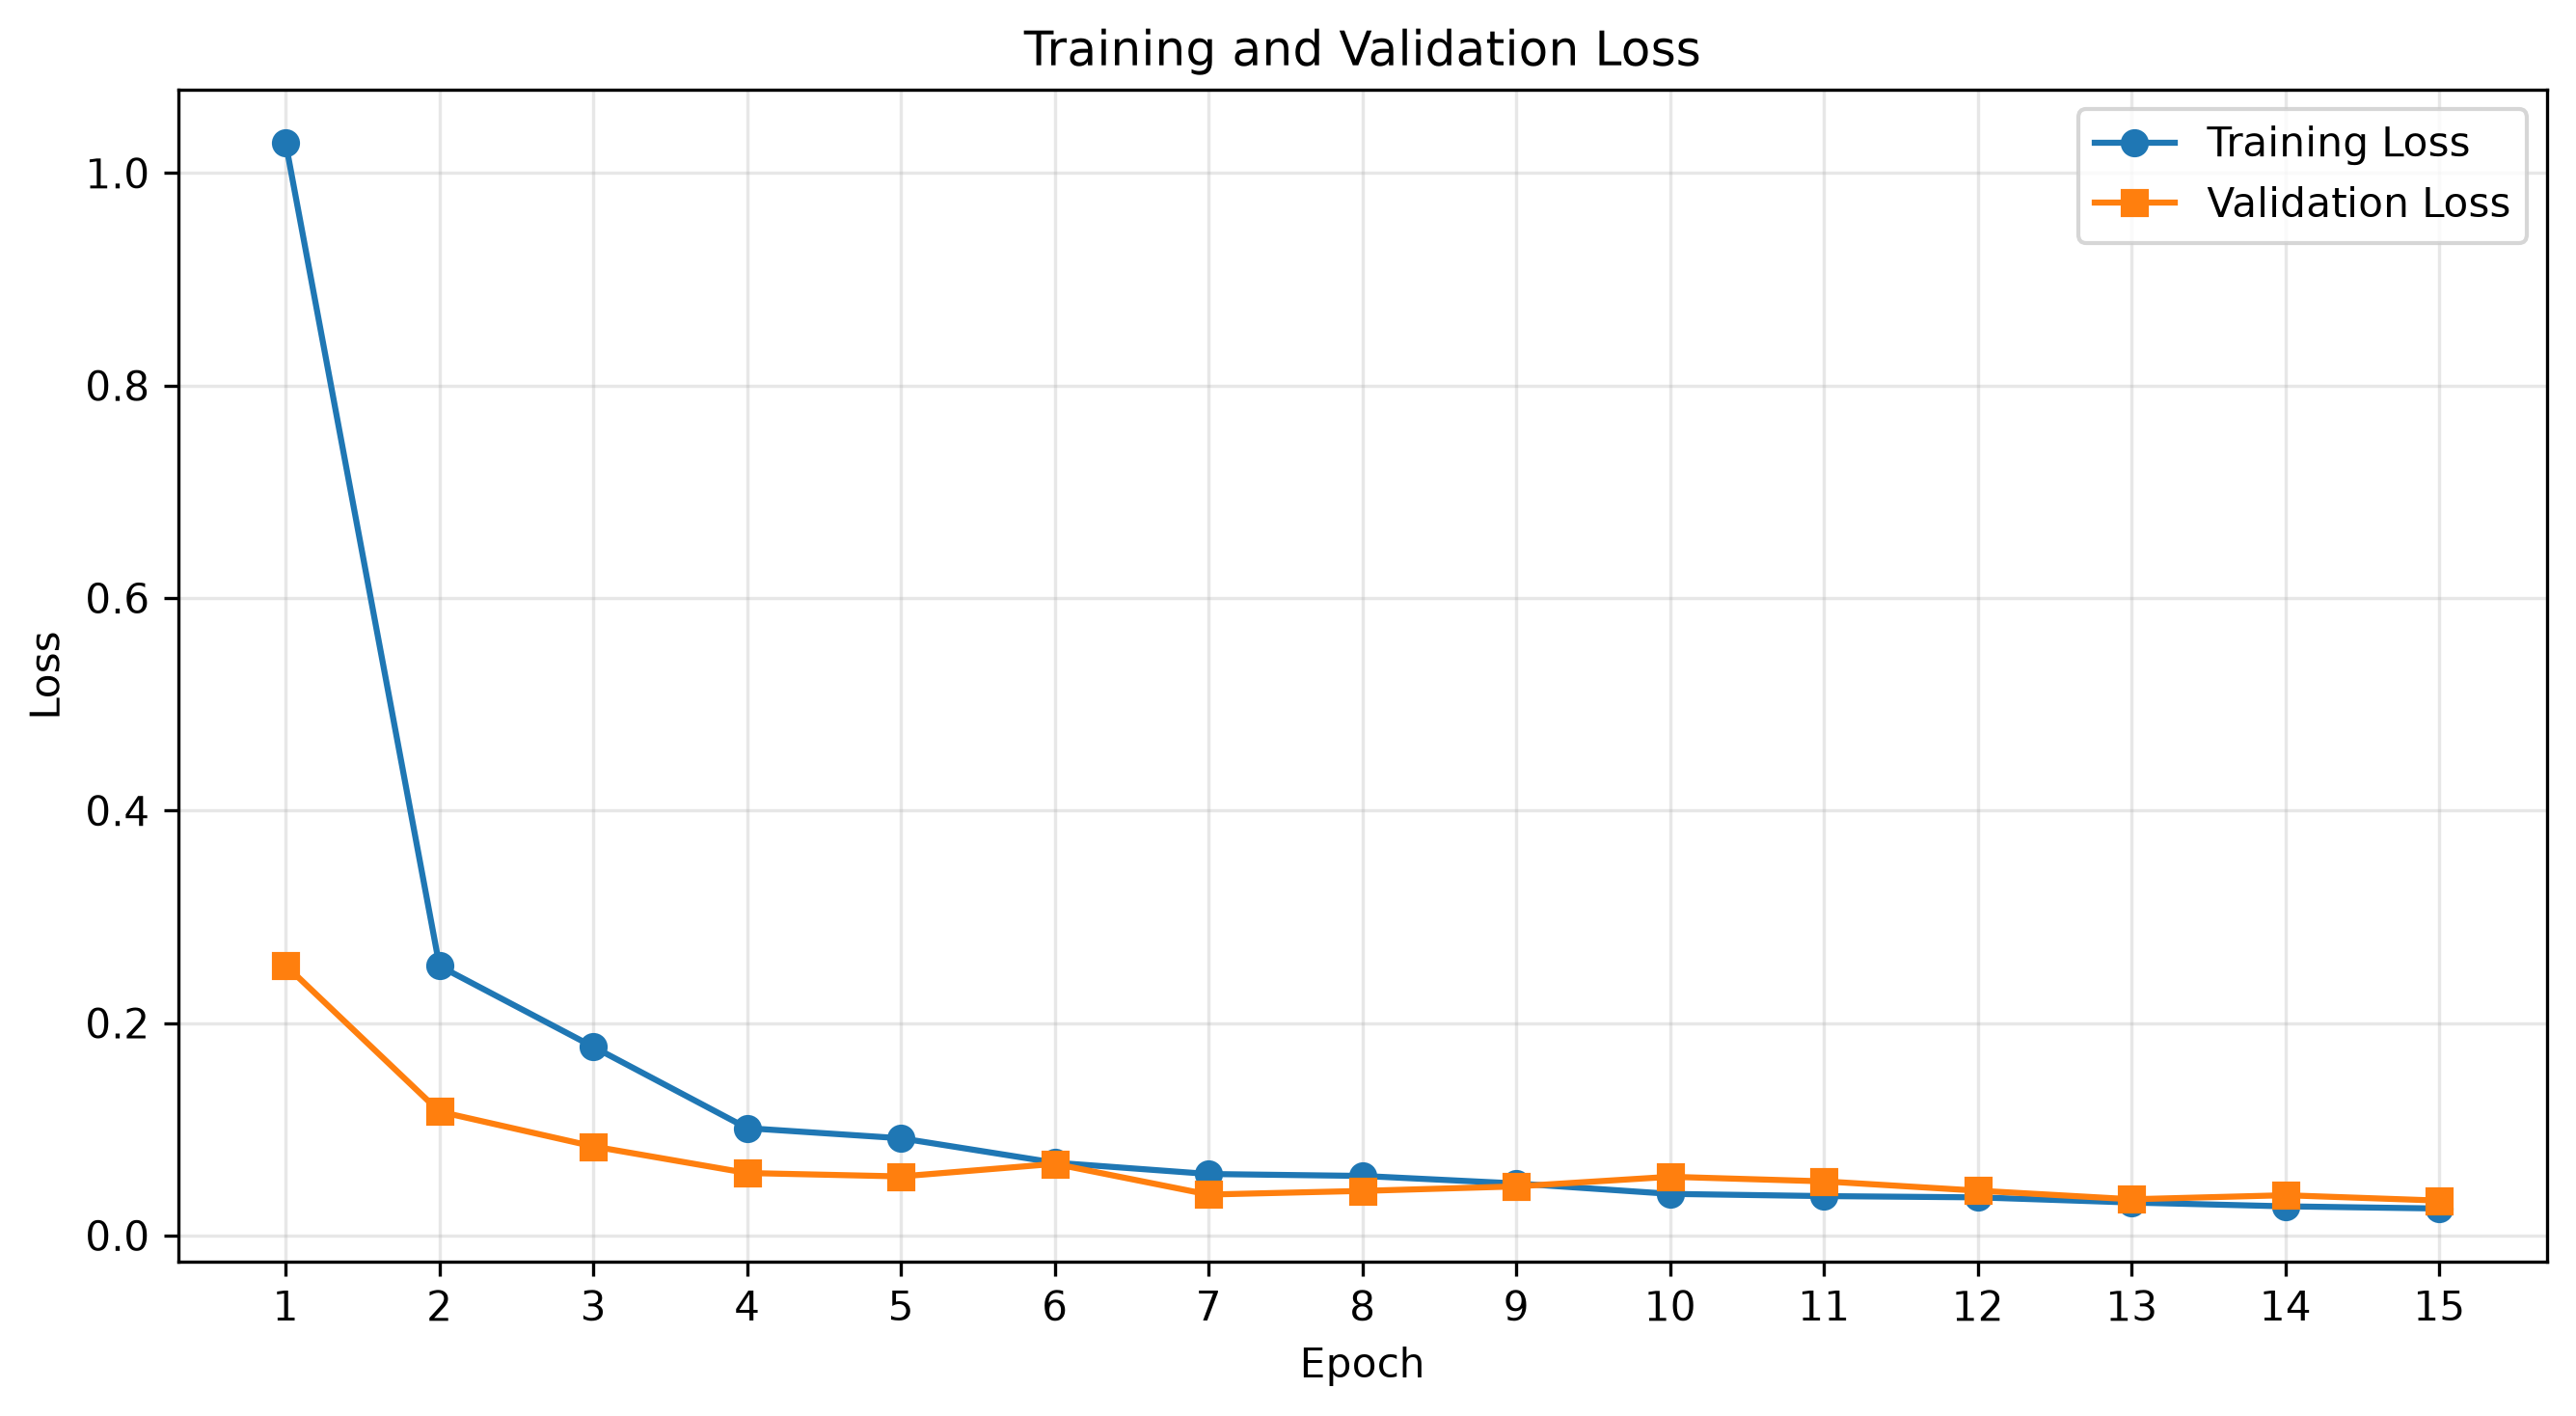 Training and Validation Loss
Training Loss
Validation Loss
1.0
0.8
0.6
0.4
0.2
0.0
Loss
1 2 3 4 5 6 7 8 9 10 11 12 13 14 15
Epoch